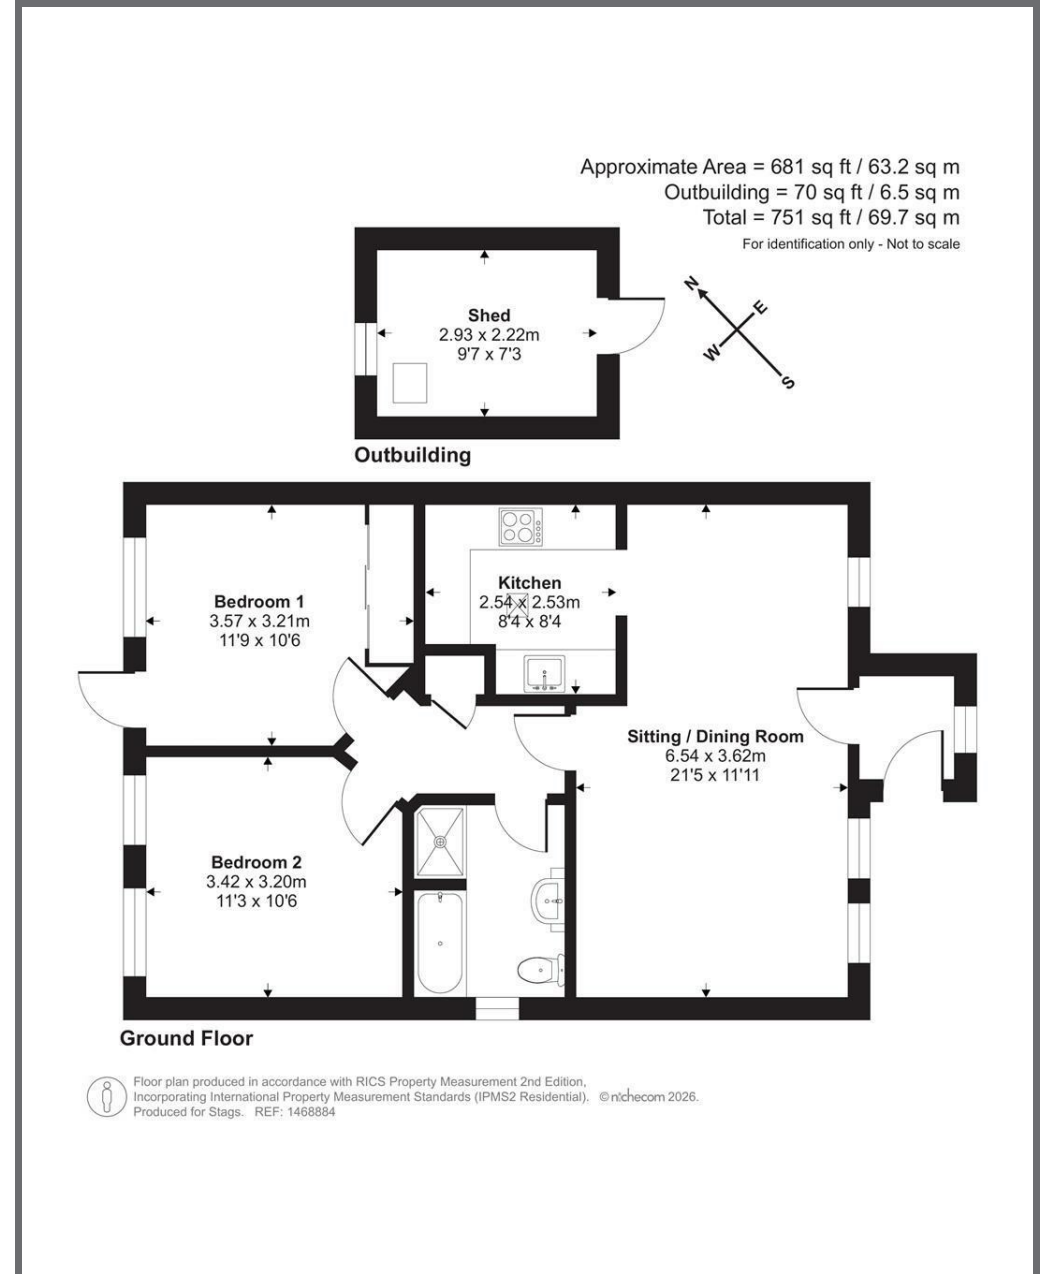 Approximate Area = 681 sq ft / 63.2 sq m
Outbuilding = 70 sq ft / 6.5 sq m
Total = 751 sq ft / 69.7 sq m
For identification only - Not to scale
N
E
W
S
Shed
2.93 x 2.22m
9'7 x 7'3
Outbuilding
Bedroom 1
3.57 x 3.21m
11'9 x 10'6
Kitchen
2.54 x 2.53m
8'4 x 8'4
Sitting / Dining Room
6.54 x 3.62m
21'5 x 11'11
Bedroom 2
3.42 x 3.20m
11'3 x 10'6
Ground Floor
Floor plan produced in accordance with RICS Property Measurement 2nd Edition,
Incorporating International Property Measurement Standards (IPMS2 Residential). © nichecom 2026.
Produced for Stags. REF: 1468884